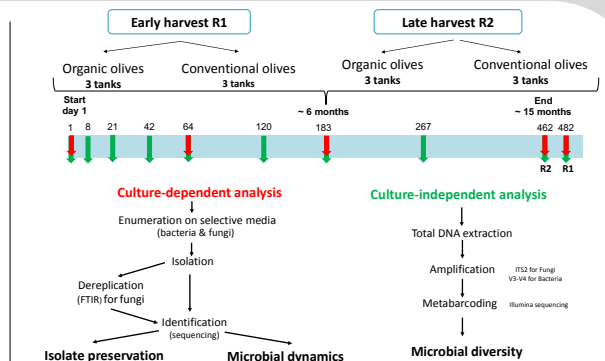 Early harvest R1
Late harvest R2
Organic olives
3 tanks
Conventional olives
3 tanks
Organic olives
3 tanks
Conventional olives
3 tanks
Start
day 1
~ 6 months
End
~ 15 months
1 8 21 42 64 120 183 267 462 482
R2 R1
Culture-dependent analysis
Enumeration on selective media
(bacteria & fungi)
Isolation
Dereplication
(FTIR) for fungi
Identification
(sequencing)
Isolate preservation
Microbial dynamics
Culture-independent analysis
Total DNA extraction
Amplification
ITS2 for Fungi
V3-V4 for Bacteria
Metabarcoding
Illumina sequencing
Microbial diversity